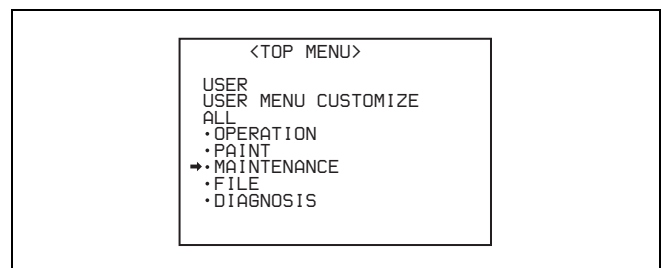 <TOP MENU>
USER
USER MENU CUSTOMIZE
ALL
・OPERATION
・PAINT
➡・MAINTENANCE
・FILE
・DIAGNOSIS